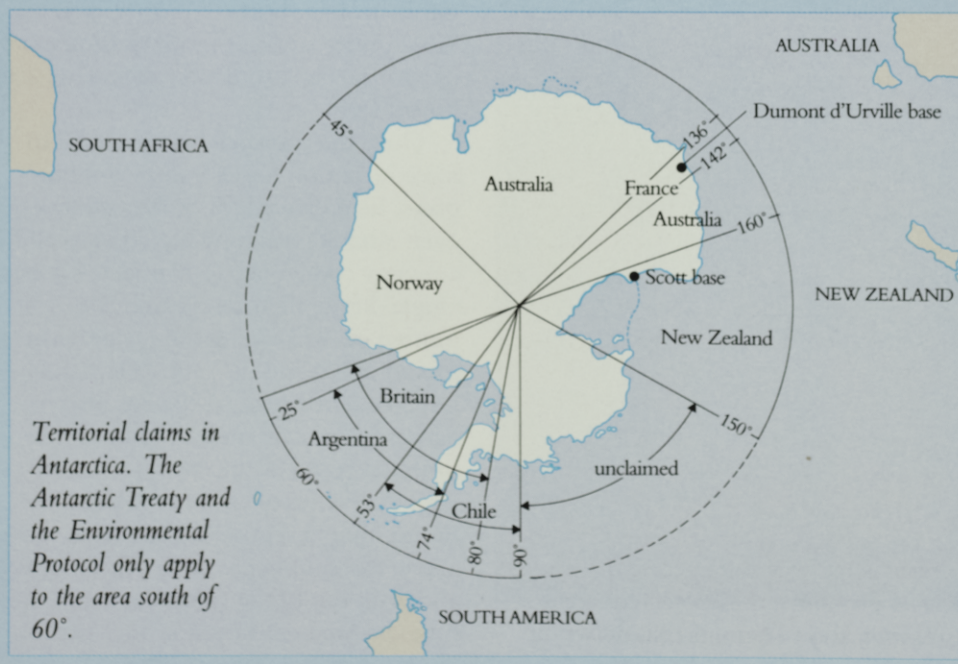 AUSTRALIA
Dumont d'Urville base
45°
136°
142°
SOUTH AFRICA
Australia
France
Australia
160°
Norway
Scott base
NEW ZEALAND
New Zealand
Britain
25°
150°
Argentina
unclaimed
60°
53°
Chile
74°
80°
90°
Territorial claims in
Antarctica. The
Antarctic Treaty and
the Environmental
Protocol only apply
to the area south of
60°.
SOUTH AMERICA